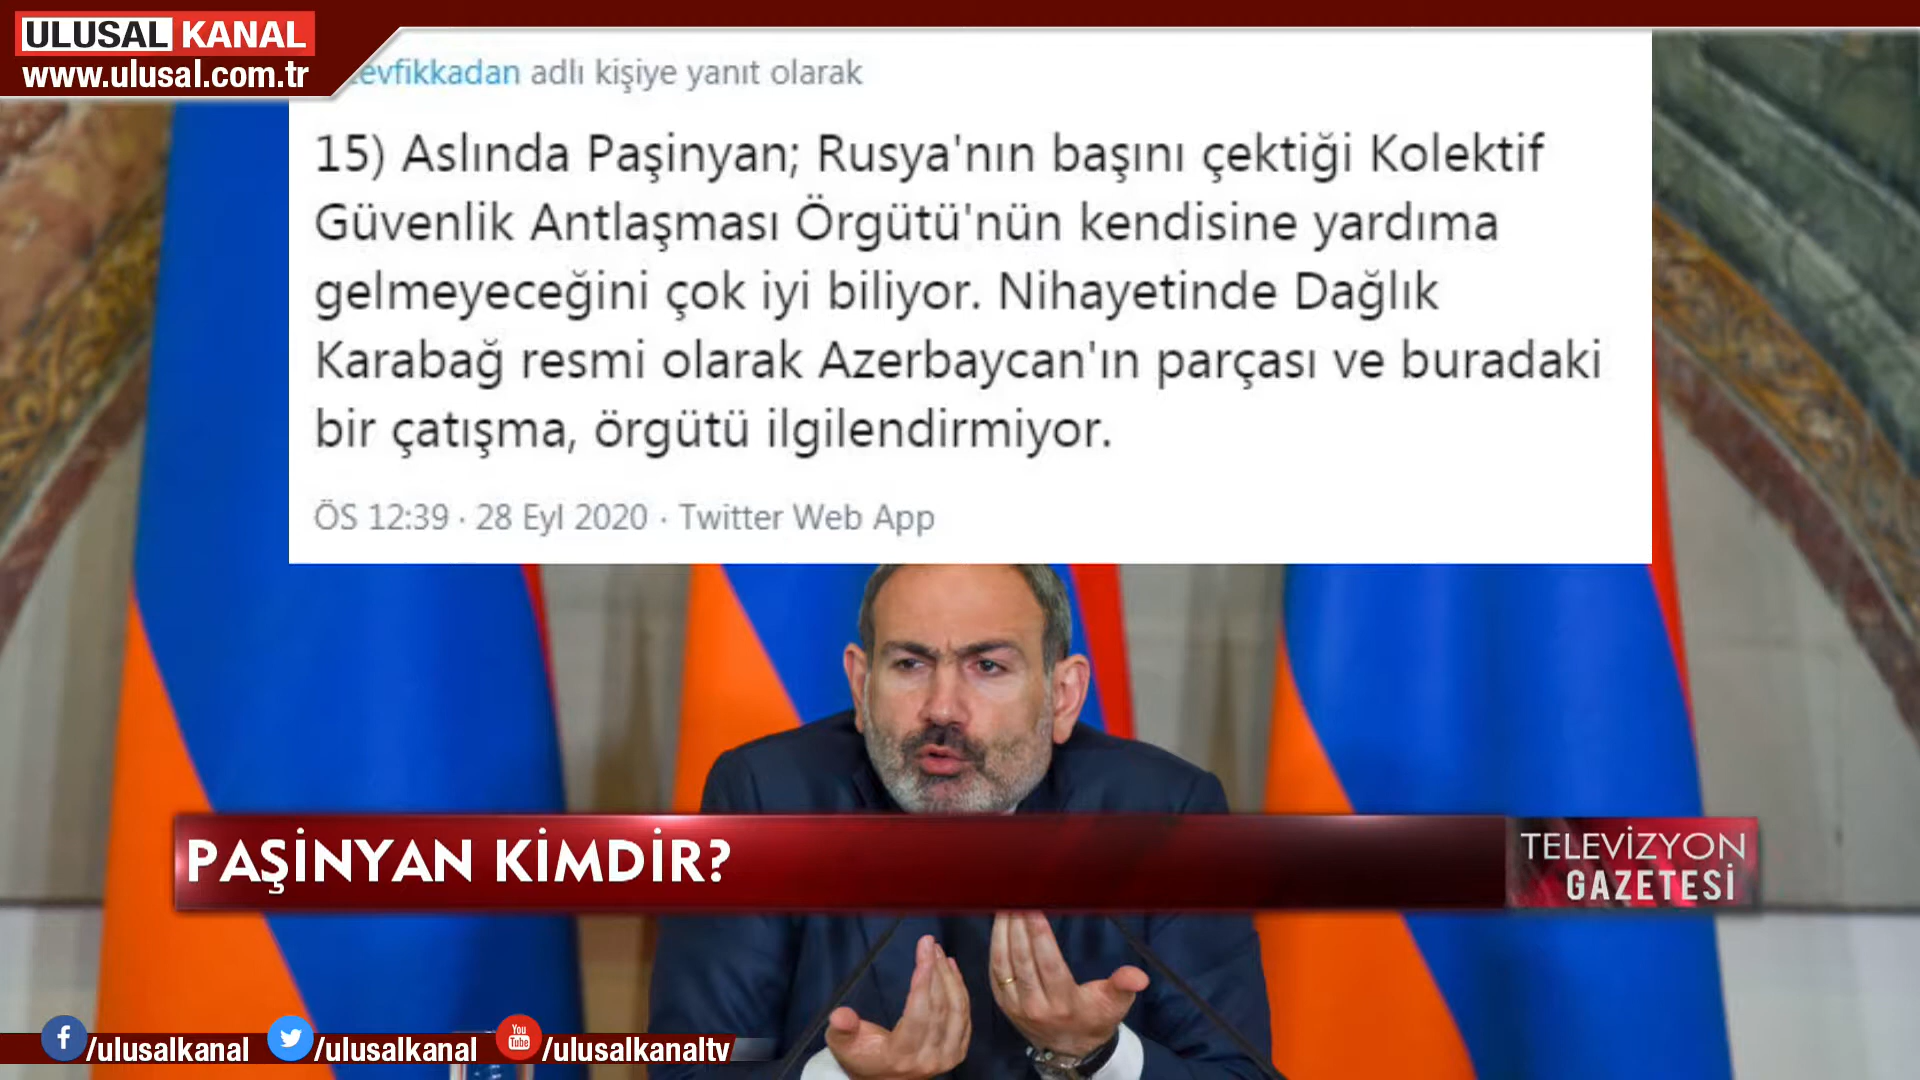 ULUSAL KANAL
www.ulusal.com.tr
evfikkadan adlı kişiye yanıt olarak
15) Aslında Paşinyan; Rusya'nın başını çektiği Kolektif
Güvenlik Antlaşması Örgütü'nün kendisine yardıma
gelmeyeceğini çok iyi biliyor. Nihayetinde Dağlık
Karabağ resmi olarak Azerbaycan'ın parçası ve buradaki
bir çatışma, örgütü ilgilendirmiyor.
ÖS 12:39 · 28 Eyl 2020 · Twitter Web App
PAŞİNYAN KİMDİR?
TELEVİZYON
GAZETESİ
/ulusalkanal /ulusalkanal You Tube /ulusalkanaltv